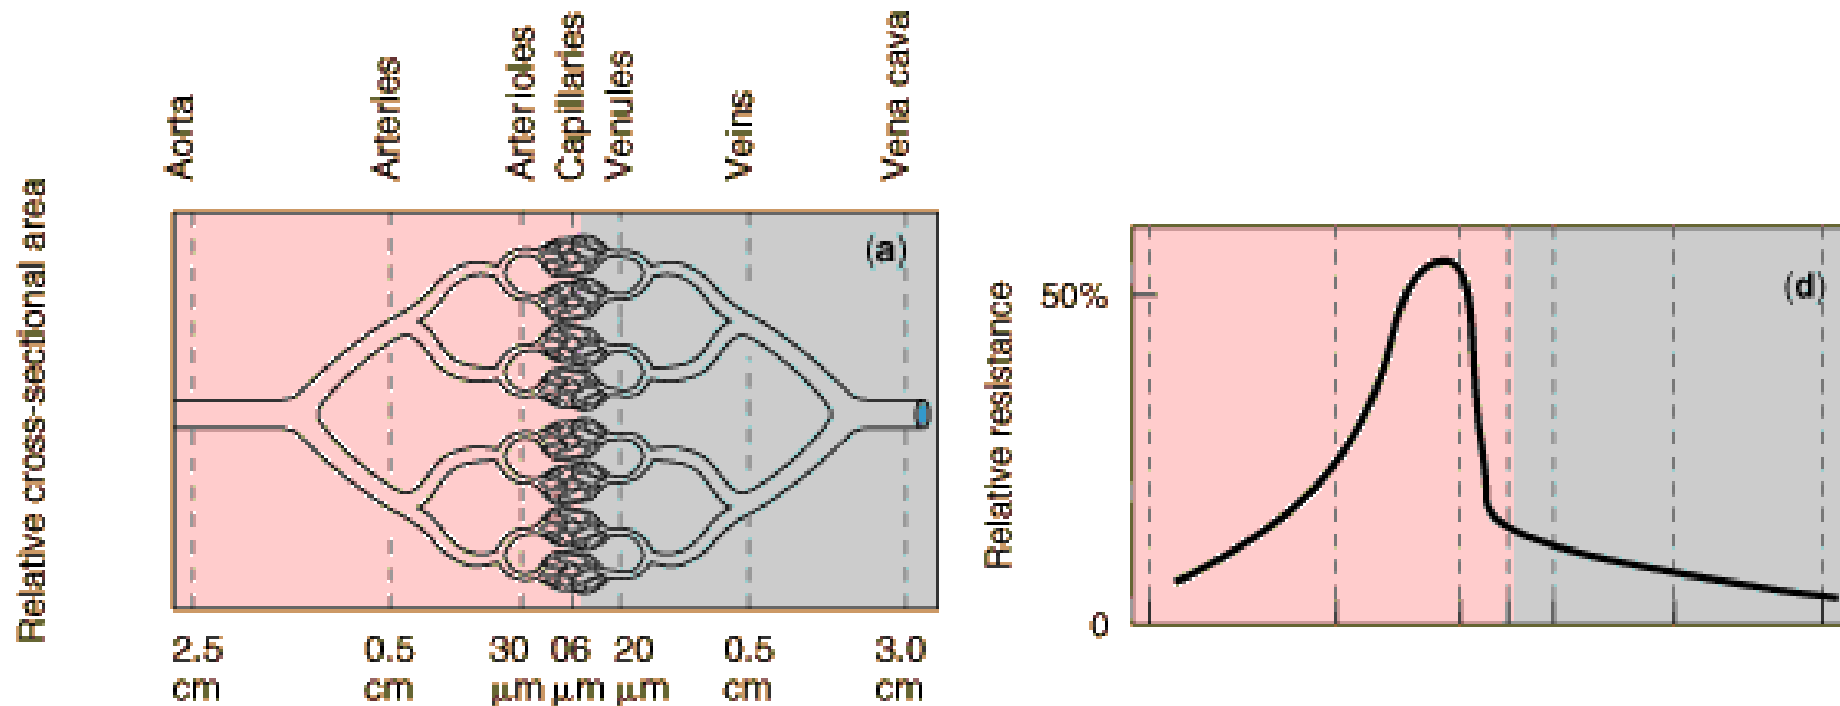 Aorta
Arteries
Arterioles
Capillaries
Venules
Veins
Vena cava
Relative cross-sectional area
(a)
2.5 cm
0.5 cm
30 μm
06 μm
20 μm
0.5 cm
3.0 cm
Relative resistance
50%
0
(d)